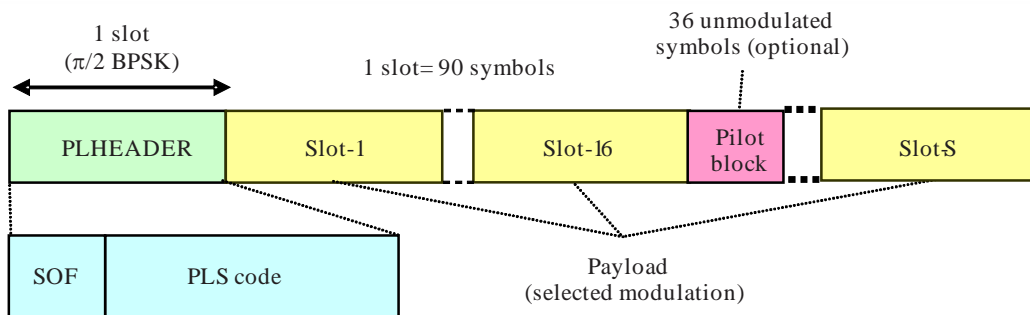 1 slot
(π/2 BPSK)
1 slot= 90 symbols
36 unmodulated
symbols (optional)
PLHEADER
Slot-1
Slot-16
Pilot
block
Slot-S
SOF
PLS code
Payload
(selected modulation)